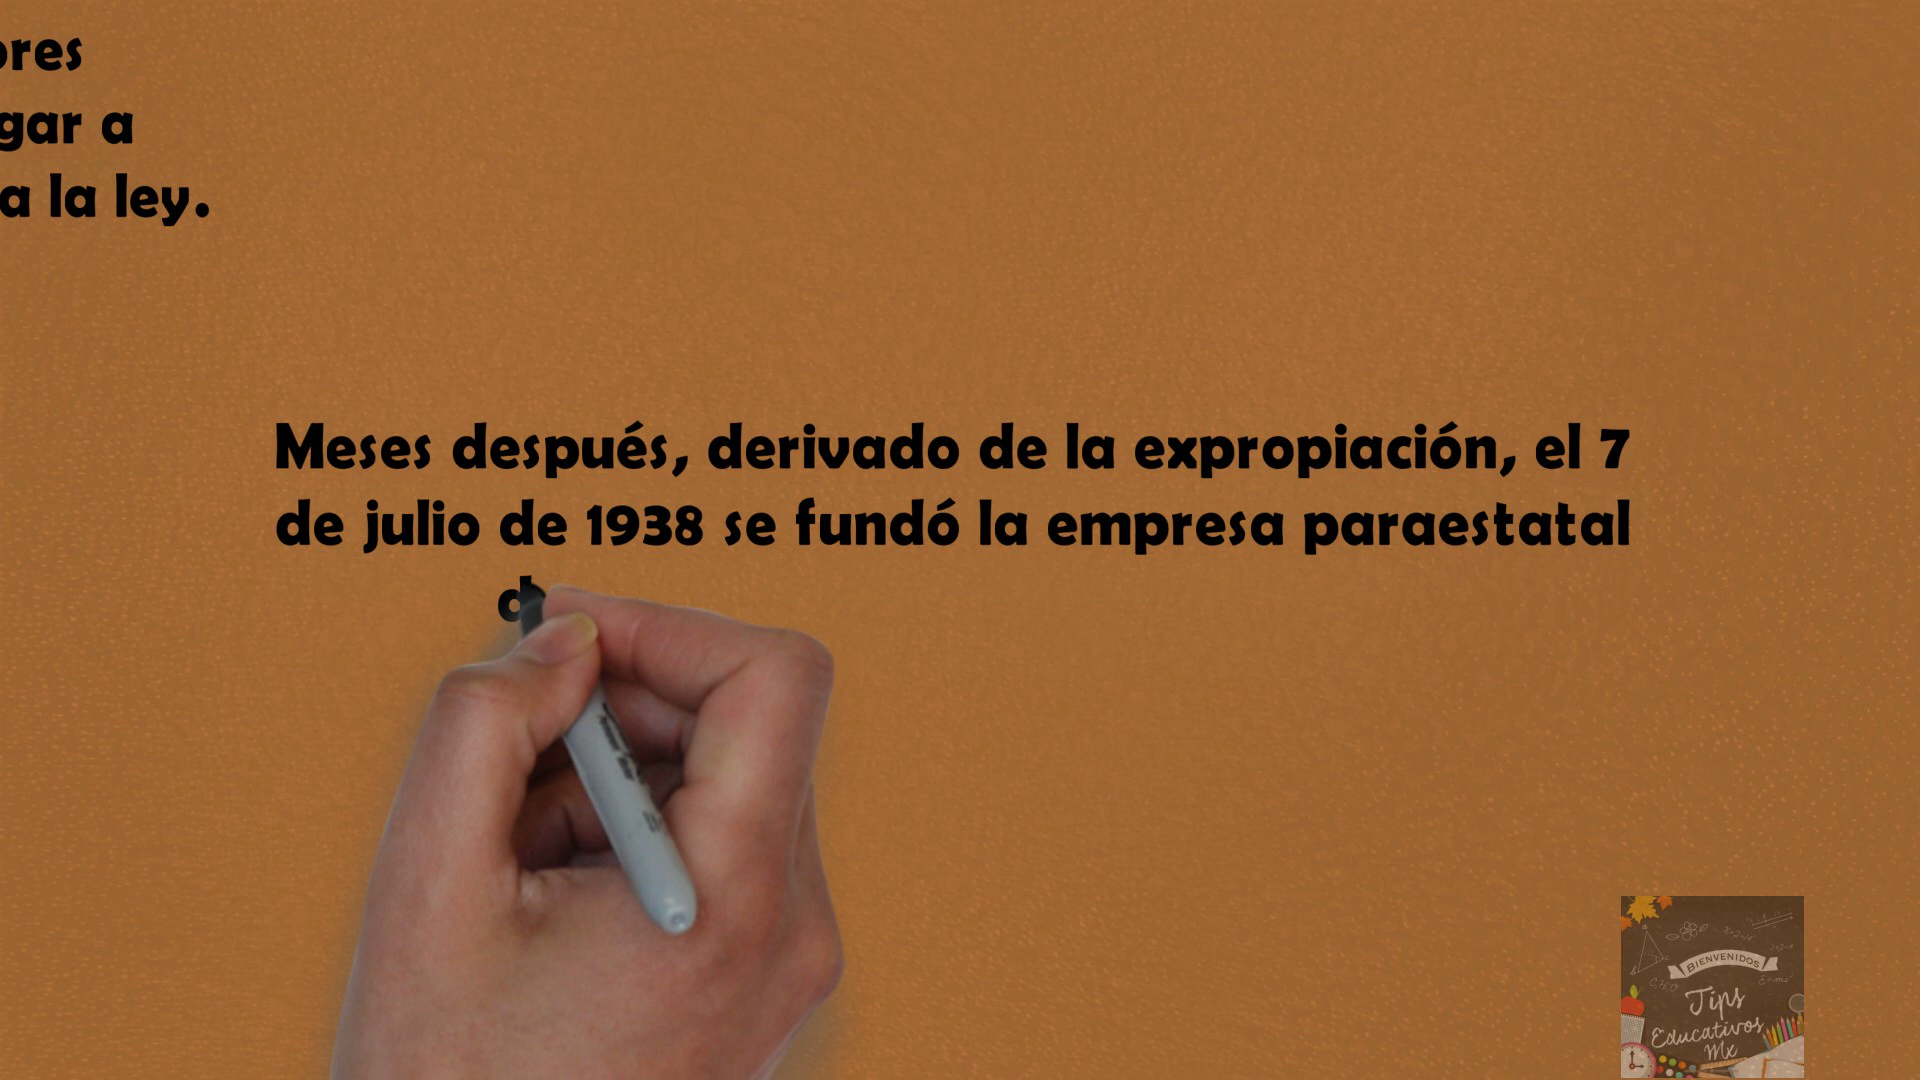 ores
gar a
a la ley.
Meses después, derivado de la expropiación, el 7
de julio de 1938 se fundó la empresa paraestatal
d
BIENVENIDOS
Tips
Educativos
Mx